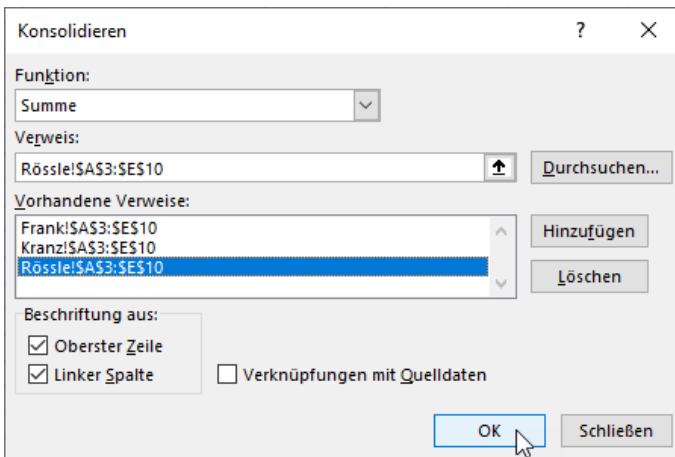 Konsolidieren ?
Funktion:
Summe
Verweis:
Rössle!$A$3:$E$10
Durchsuchen...
Vorhandene Verweise:
Frank!$A$3:$E$10
Kranz!$A$3:$E$10
Rössle!$A$3:$E$10
Hinzufügen
Löschen
Beschriftung aus:
Oberster Zeile
Linker Spalte
Verknüpfungen mit Quelldaten
OK
Schließen